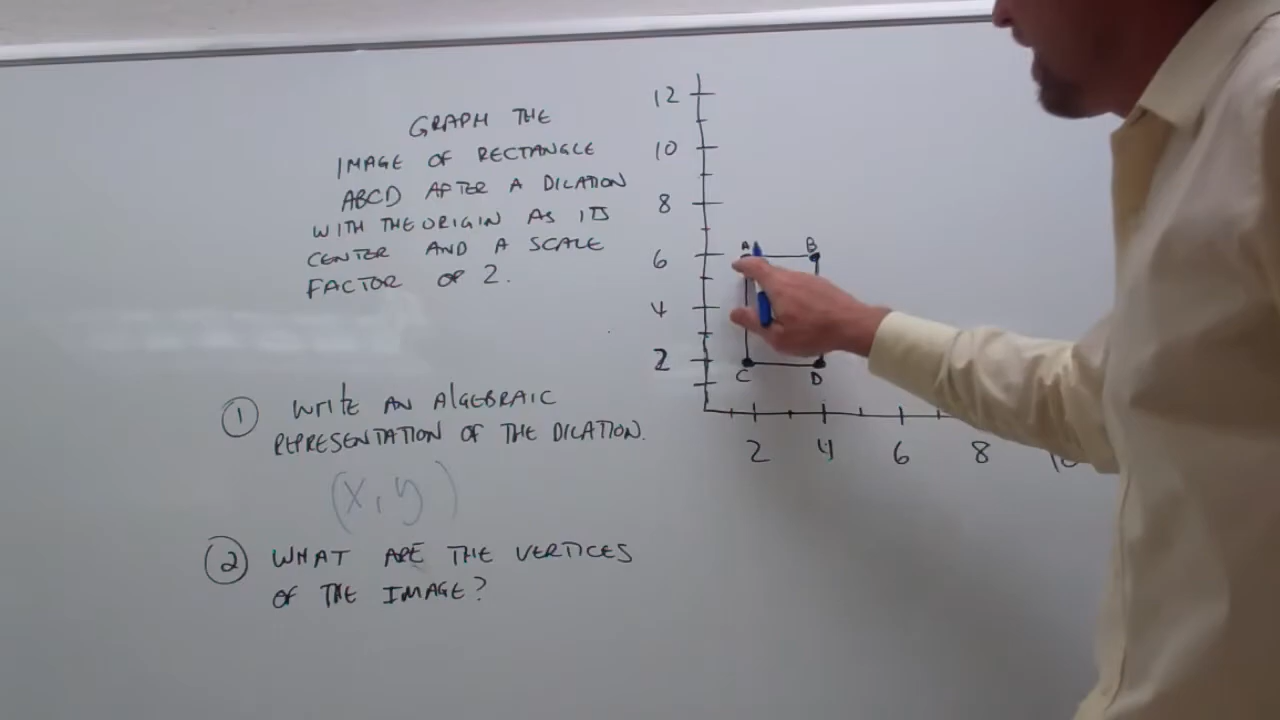 GRAPH THE
IMAGE OF RECTANGLE
ABCD AFTER A DILATION
WITH THE ORIGIN AS ITS
CENTER AND A SCALE
FACTOR OF 2.
① WRITE AN ALGEBRAIC
REPRESENTATION OF THE DILATION.
(x, y)
② WHAT ARE THE VERTICES
OF THE IMAGE?
12
10
8
6
4
2
A B
C D
2 4 6 8 10